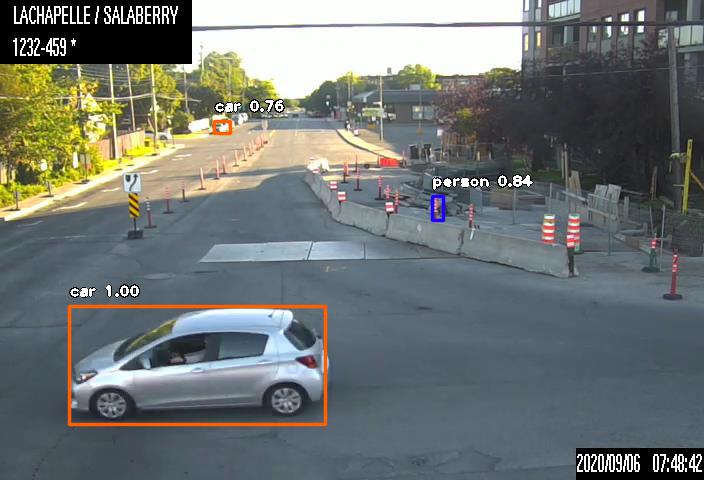 LACHAPELLE / SALABERRY
1232-459 *
car 0.76
person 0.84
car 1.00
2020/09/06 07:48:42